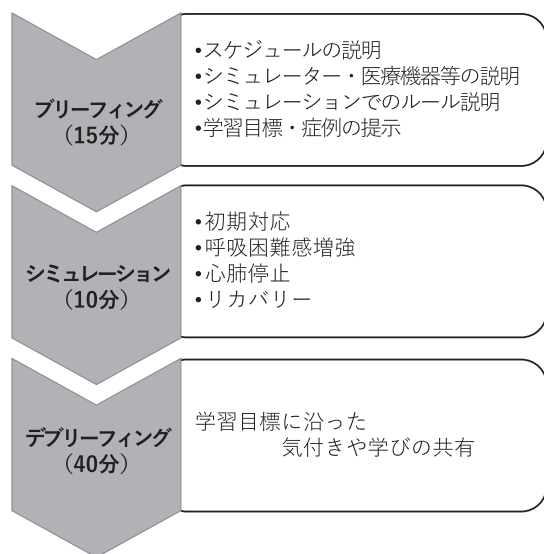 ブリーフィング
(15分)
•スケジュールの説明
•シミュレーター・医療機器等の説明
•シミュレーションでのルール説明
•学習目標・症例の提示
シミュレーション
(10分)
•初期対応
•呼吸困難感増強
•心肺停止
•リカバリー
デブリーフィング
(40分)
学習目標に沿った
気付きや学びの共有